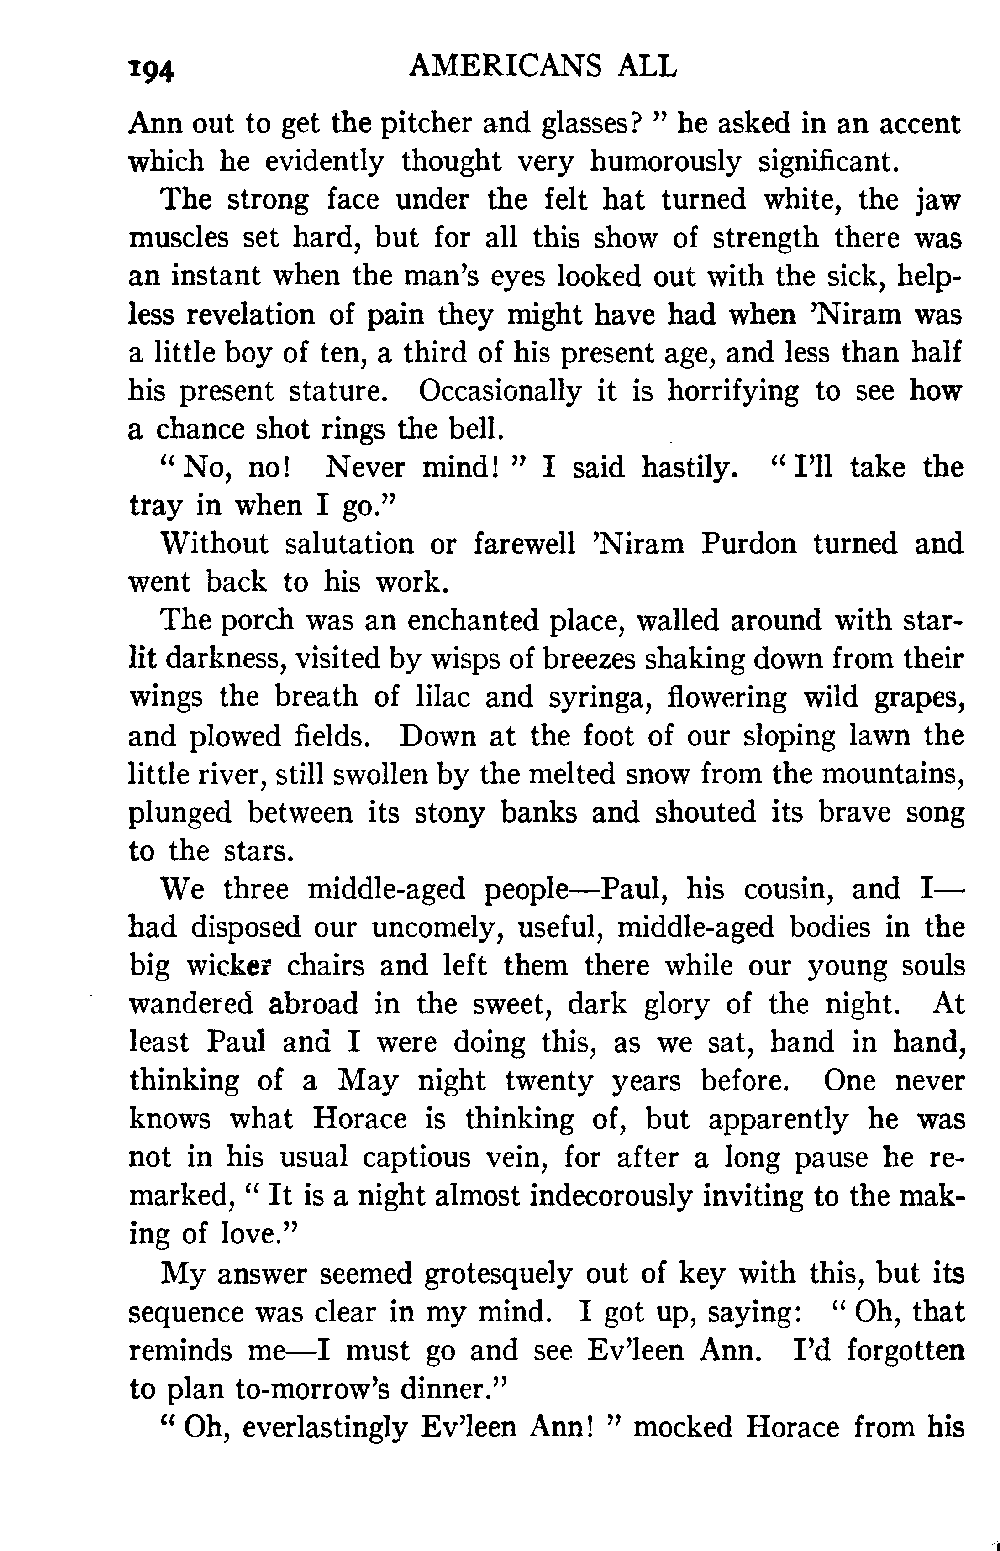 194 AMERICANS ALL
Ann out to get the pitcher and glasses? ” he asked in an accent
which he evidently thought very humorously significant.
The strong face under the felt hat turned white, the jaw
muscles set hard, but for all this show of strength there was
an instant when the man’s eyes looked out with the sick, help-
less revelation of pain they might have had when ’Niram was
a little boy of ten, a third of his present age, and less than half
his present stature. Occasionally it is horrifying to see how
a chance shot rings the bell.
“ No, no! Never mind! ” I said hastily. “ I’ll take the
tray in when I go.”
Without salutation or farewell ’Niram Purdon turned and
went back to his work.
The porch was an enchanted place, walled around with star-
lit darkness, visited by wisps of breezes shaking down from their
wings the breath of lilac and syringa, flowering wild grapes,
and plowed fields. Down at the foot of our sloping lawn the
little river, still swollen by the melted snow from the mountains,
plunged between its stony banks and shouted its brave song
to the stars.
We three middle-aged people—Paul, his cousin, and I—
had disposed our uncomely, useful, middle-aged bodies in the
big wicker chairs and left them there while our young souls
wandered abroad in the sweet, dark glory of the night. At
least Paul and I were doing this, as we sat, hand in hand,
thinking of a May night twenty years before. One never
knows what Horace is thinking of, but apparently he was
not in his usual captious vein, for after a long pause he re-
marked, “ It is a night almost indecorously inviting to the mak-
ing of love.”
My answer seemed grotesquely out of key with this, but its
sequence was clear in my mind. I got up, saying: “ Oh, that
reminds me—I must go and see Ev’leen Ann. I’d forgotten
to plan to-morrow’s dinner.”
“ Oh, everlastingly Ev’leen Ann! ” mocked Horace from his